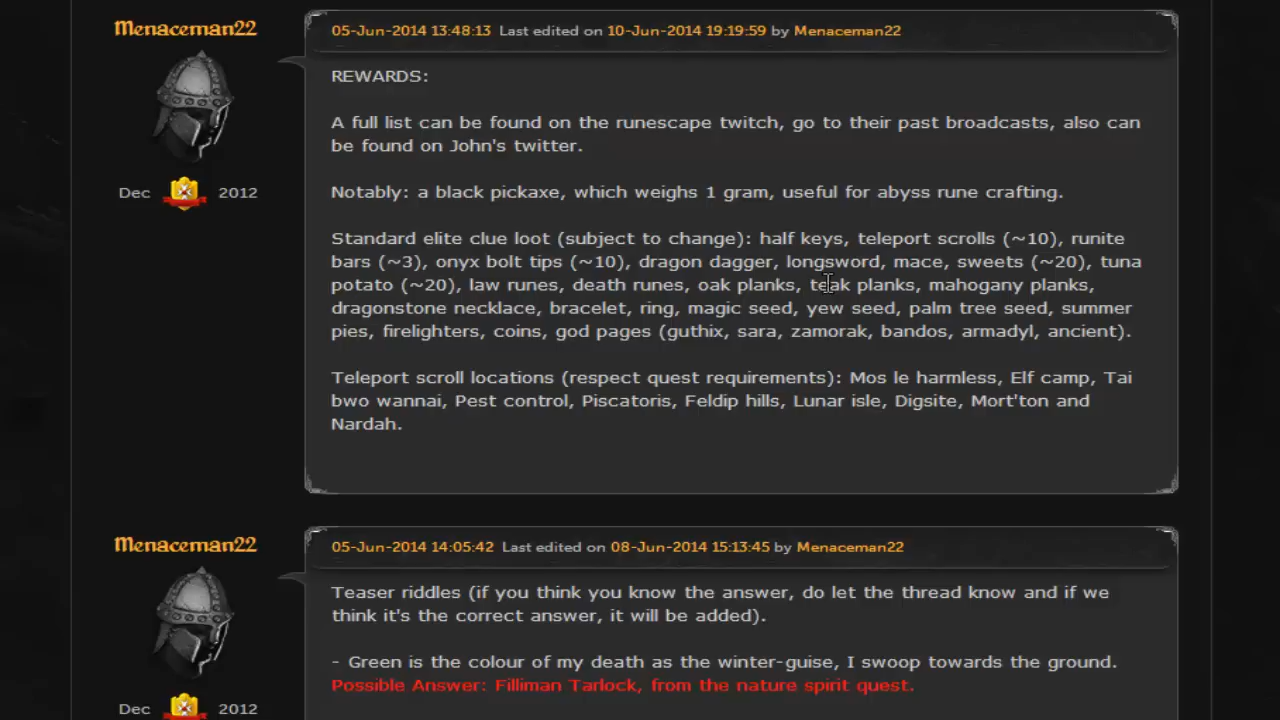 Menaceman22
Dec 2012
05-Jun-2014 13:48:13 Last edited on 10-Jun-2014 19:19:59 by Menaceman22
REWARDS:
A full list can be found on the runescape twitch, go to their past broadcasts, also can
be found on John's twitter.
Notably: a black pickaxe, which weighs 1 gram, useful for abyss rune crafting.
Standard elite clue loot (subject to change): half keys, teleport scrolls (~10), runite
bars (~3), onyx bolt tips (~10), dragon dagger, longsword, mace, sweets (~20), tuna
potato (~20), law runes, death runes, oak planks, teak planks, mahogany planks,
dragonstone necklace, bracelet, ring, magic seed, yew seed, palm tree seed, summer
pies, firelighters, coins, god pages (guthix, sara, zamorak, bandos, armadyl, ancient).
Teleport scroll locations (respect quest requirements): Mos le harmless, Elf camp, Tai
bwo wannai, Pest control, Piscatoris, Feldip hills, Lunar isle, Digsite, Mort'ton and
Nardah.
Menaceman22
Dec 2012
05-Jun-2014 14:05:42 Last edited on 08-Jun-2014 15:13:45 by Menaceman22
Teaser riddles (if you think you know the answer, do let the thread know and if we
think it's the correct answer, it will be added).
- Green is the colour of my death as the winter-guise, I swoop towards the ground.
Possible Answer: Filliman Tarlock, from the nature spirit quest.